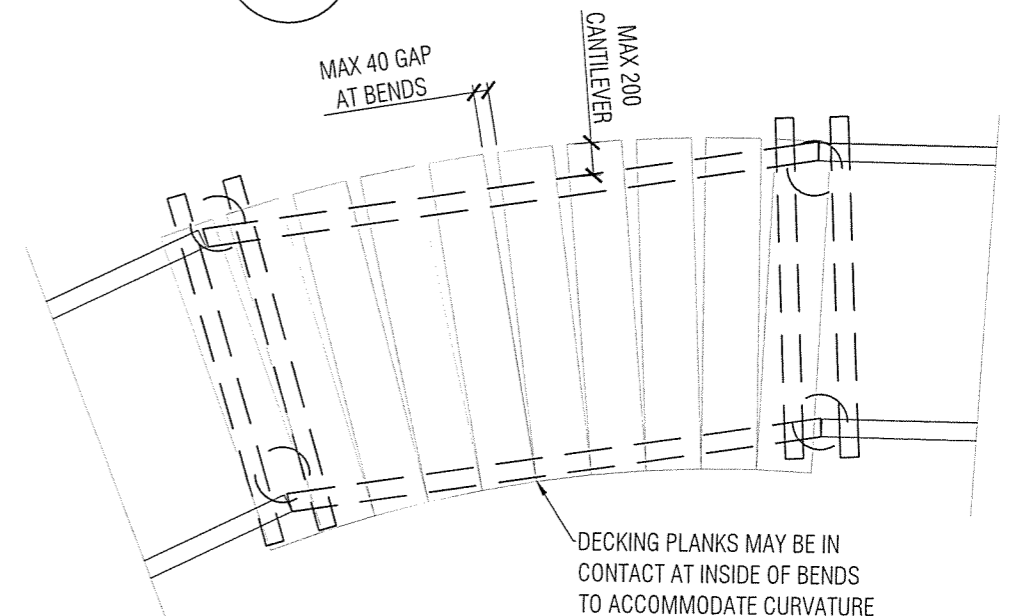 MAX 40 GAP
AT BENDS
MAX 200
CANTILEVER
DECKING PLANKS MAY BE IN
CONTACT AT INSIDE OF BENDS
TO ACCOMMODATE CURVATURE